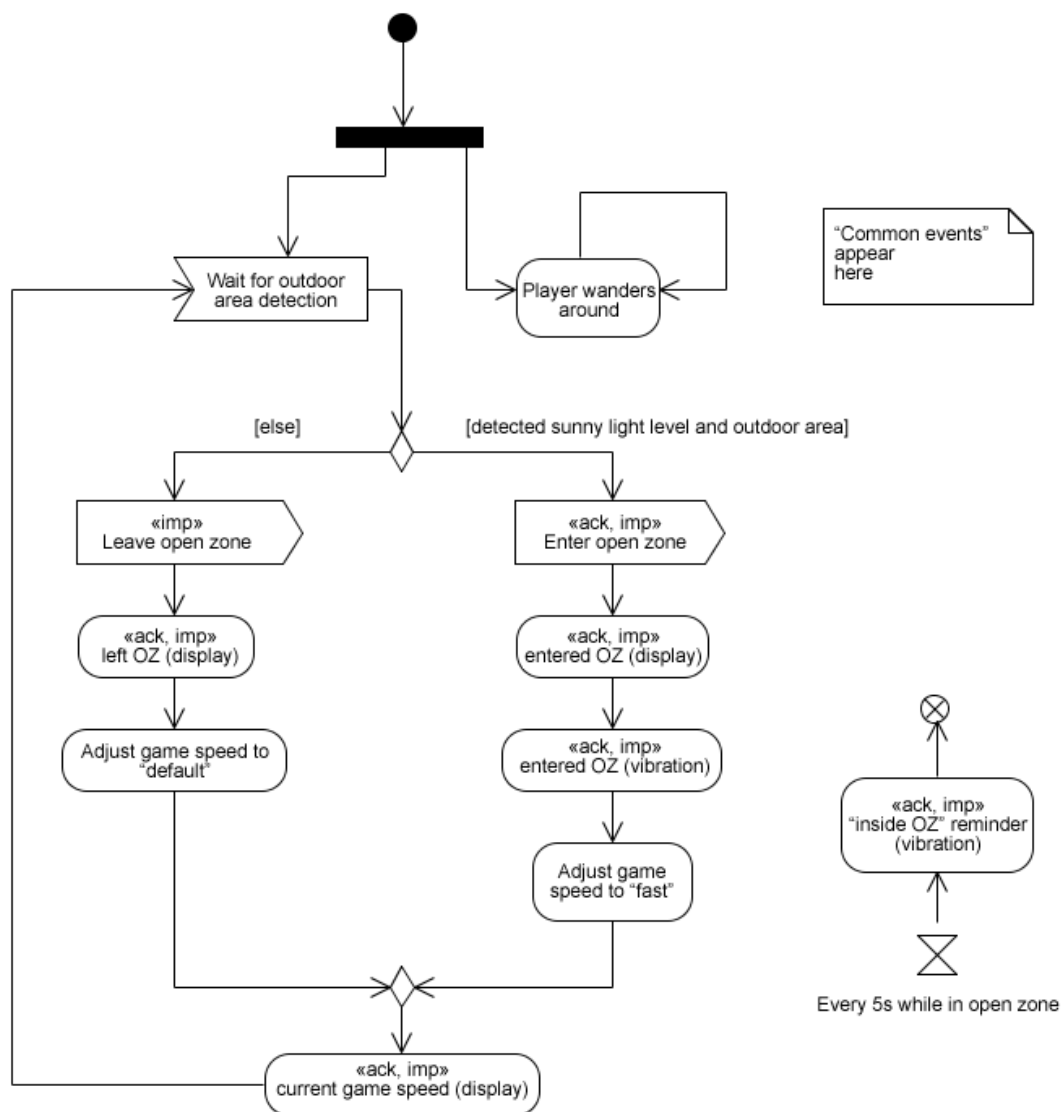 “Common events”
appear
here
Wait for outdoor
area detection
Player wanders
around
[else]
[detected sunny light level and outdoor area]
«imp»
Leave open zone
«ack, imp»
Enter open zone
«ack, imp»
left OZ (display)
«ack, imp»
entered OZ (display)
Adjust game speed to
“default”
«ack, imp»
entered OZ (vibration)
«ack, imp»
“inside OZ” reminder
(vibration)
Adjust game
speed to “fast”
Every 5s while in open zone
«ack, imp»
current game speed (display)